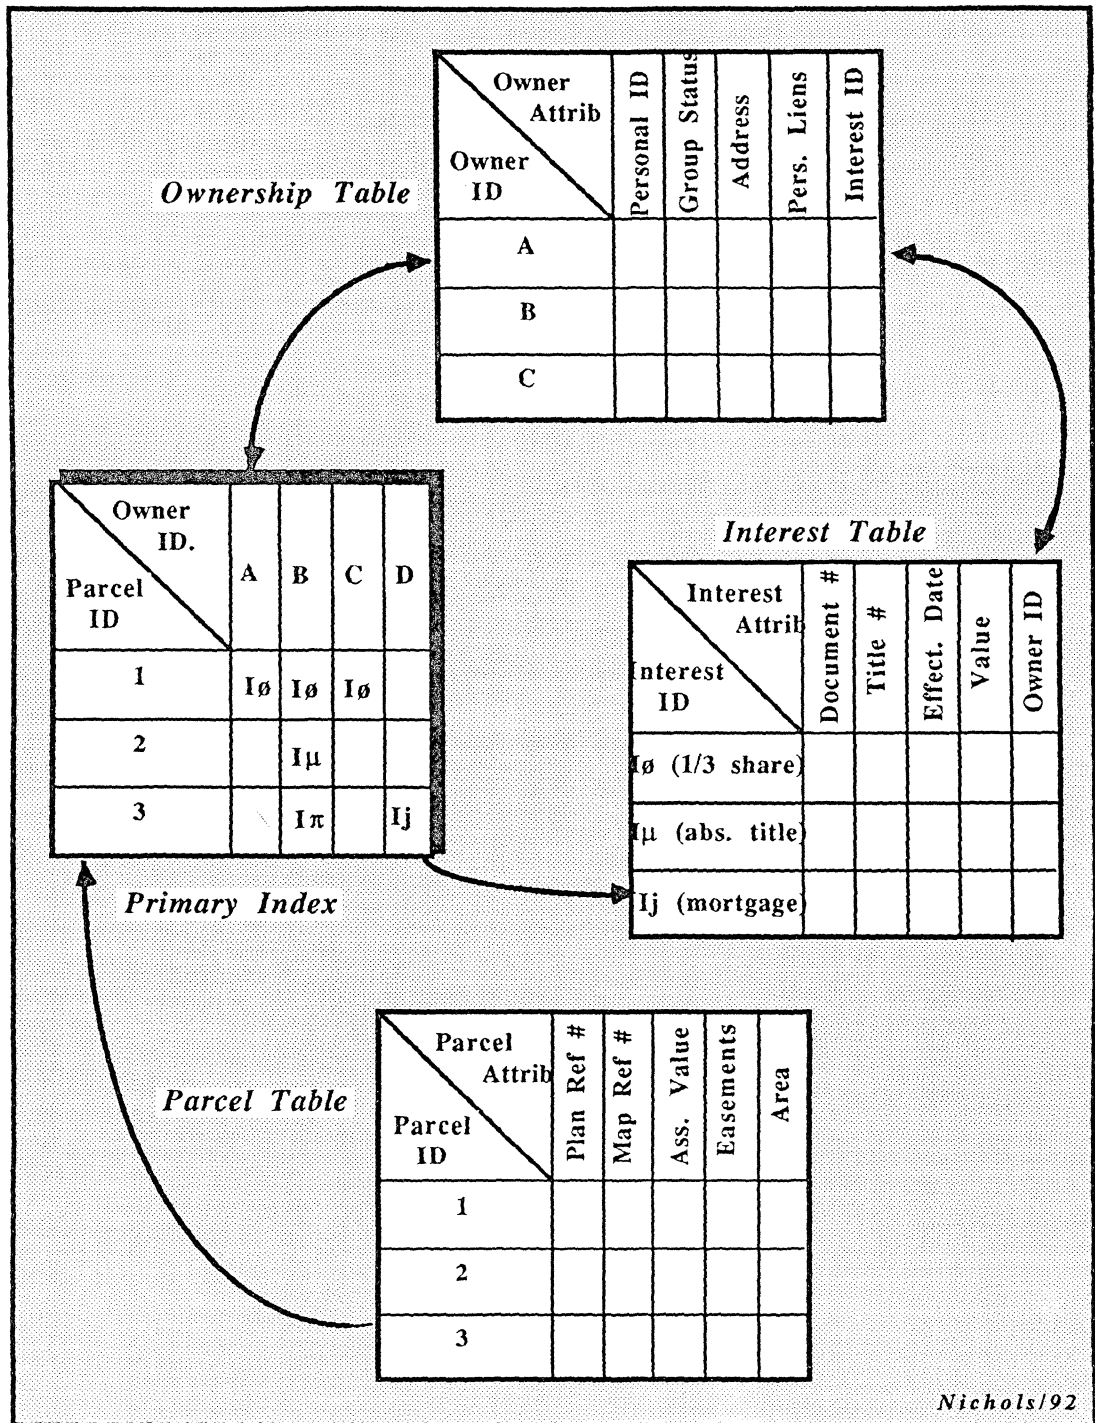 Ownership Table
Owner
Attrib
Owner
ID
Personal ID
Group Status
Address
Pers. Liens
Interest ID
A
B
C
Owner
ID.
Parcel
ID
A B C D
1 Iø Iø Iø
2 Iμ
3 Iπ Ij
Primary Index
Interest Table
Interest
Attrib
Interest
ID
Document #
Title #
Effect. Date
Value
Owner ID
Iø (1/3 share)
Iμ (abs. title)
Ij (mortgage)
Parcel Table
Parcel
Attrib
Parcel
ID
Plan Ref #
Map Ref #
Ass. Value
Easements
Area
1
2
3
Nichols/92